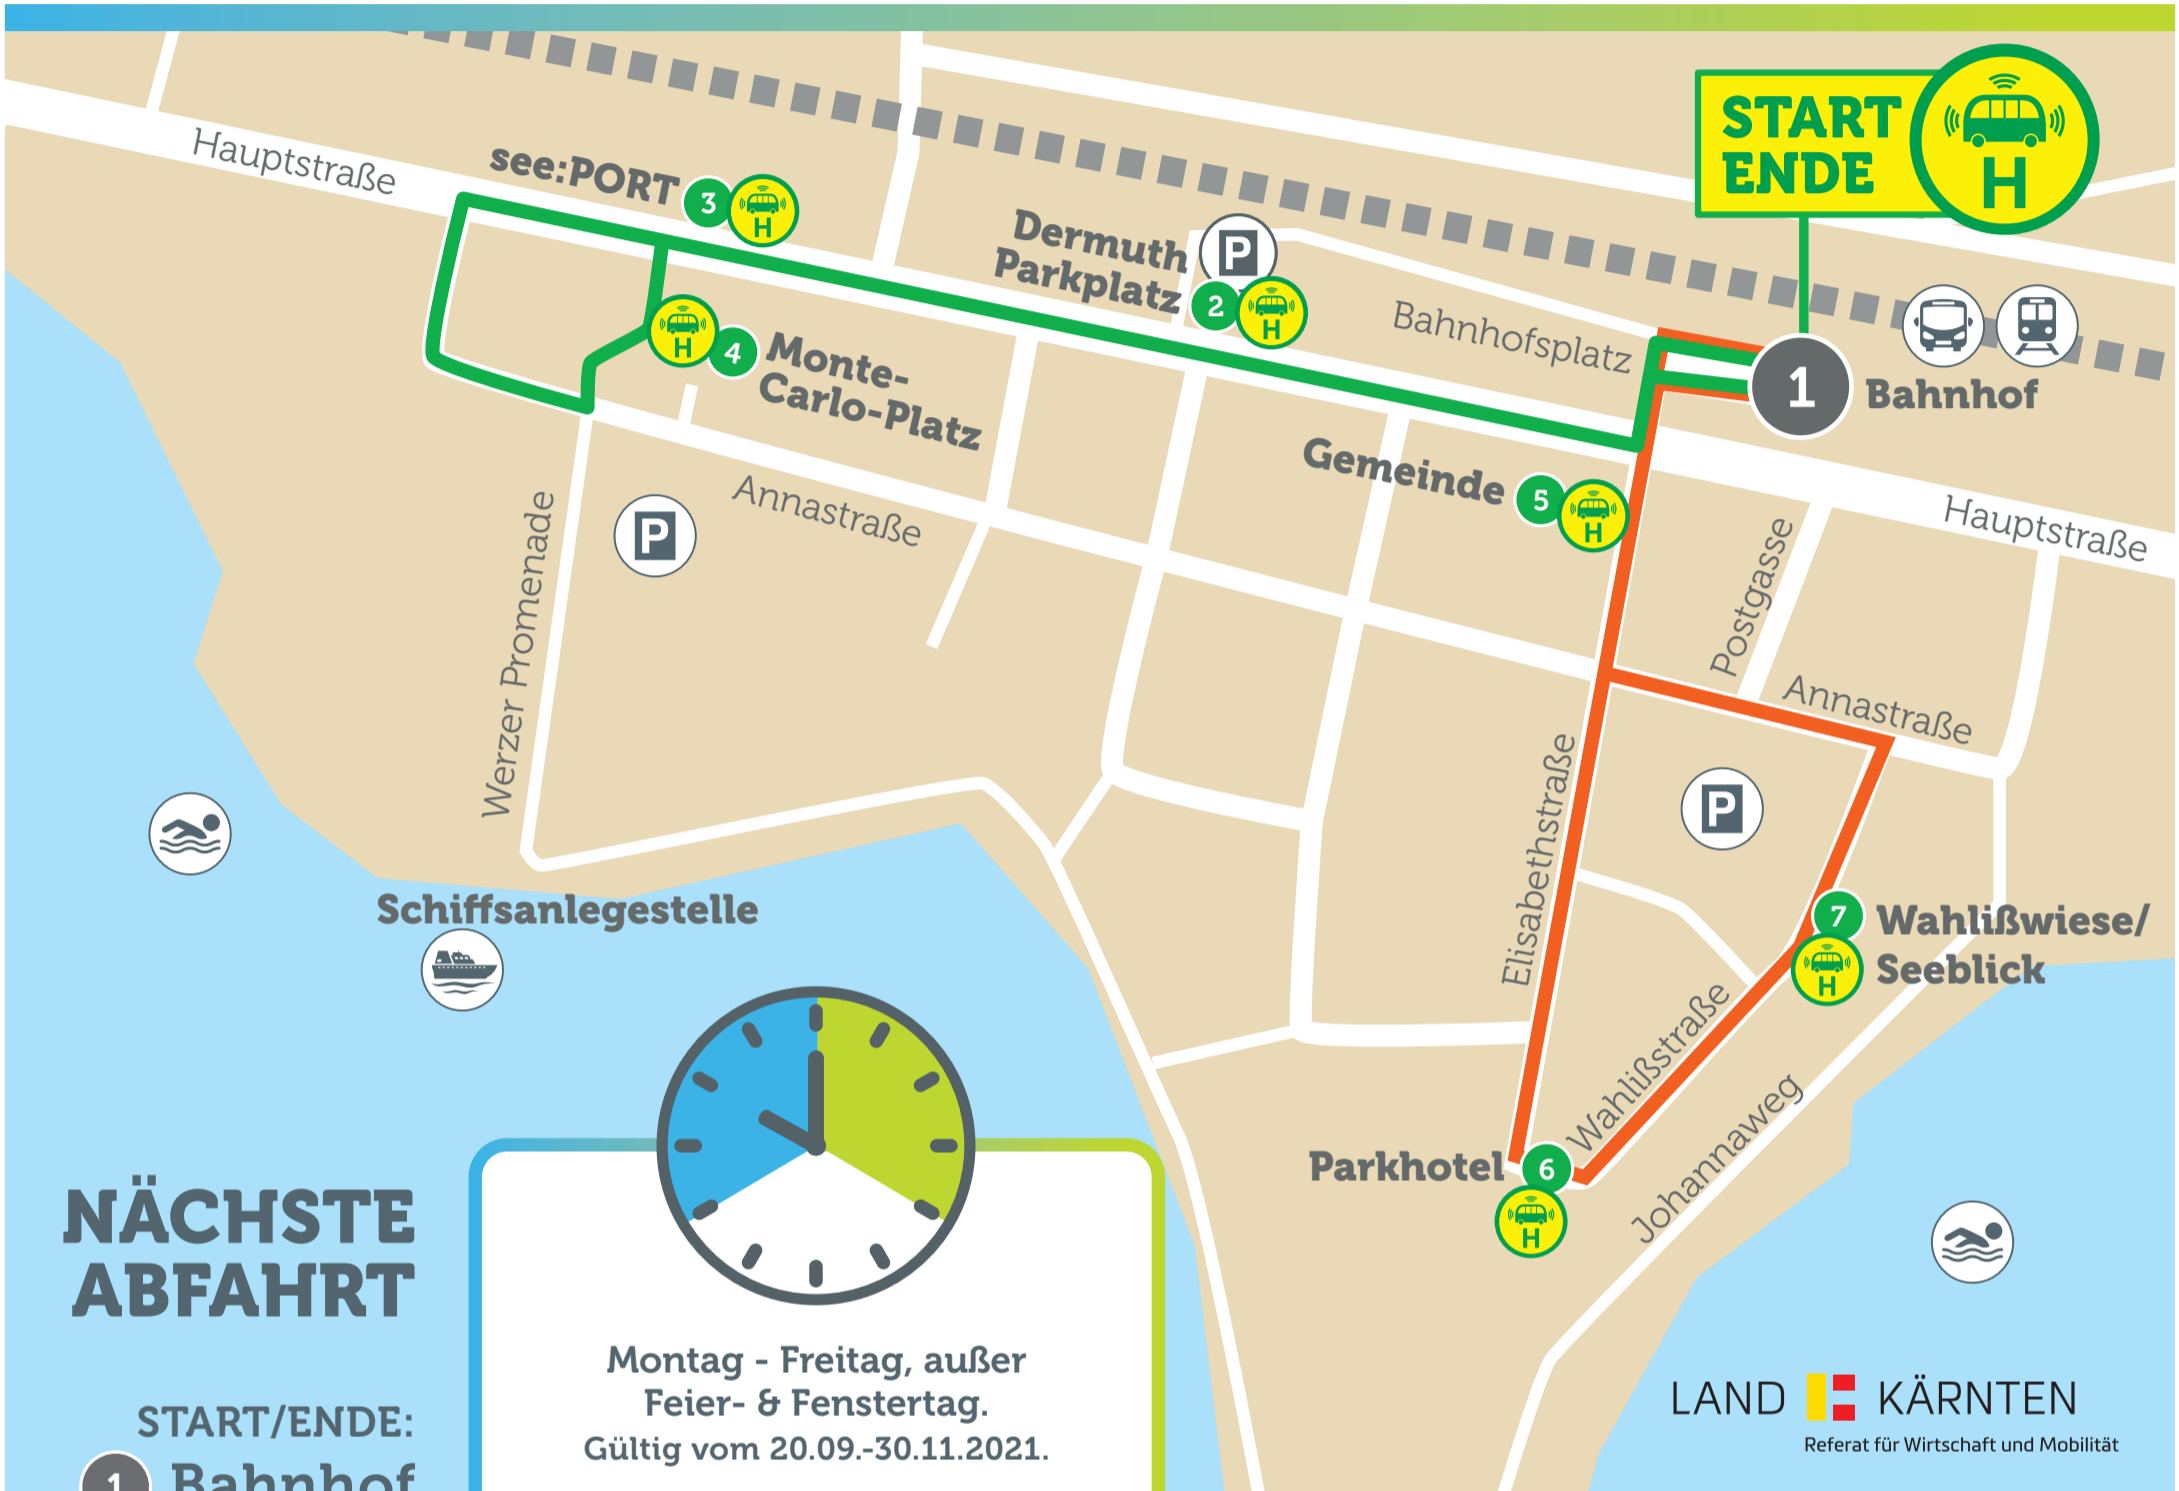 START
ENDE
H
Hauptstraße
see:PORT
3
H
Dermuth
Parkplatz
P
2
H
Bahnhofsplatz
1
Bahnhof
H
4
Monte-
Carlo-Platz
Gemeinde
5
H
Hauptstraße
Annastraße
P
Werzer Promenade
Postgasse
Annastraße
Elisabethstraße
P
7
Wahlißwiese/
Seeblick
H
Wahlißstraße
Johannaweg
Parkhotel
6
H
Schiffsanlegestelle
NÄCHSTE
ABFAHRT
START/ENDE:
1 Bahnhof
Montag - Freitag, außer
Feier- & Fenstertag.
Gültig vom 20.09.-30.11.2021.
LAND KÄRNTEN
Referat für Wirtschaft und Mobilität